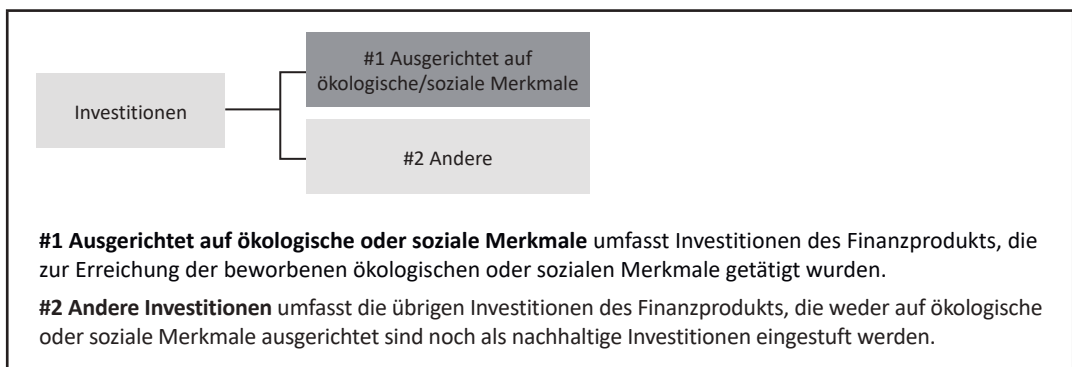 #1 Ausgerichtet auf
ökologische/soziale Merkmale
Investitionen
#2 Andere
#1 Ausgerichtet auf ökologische oder soziale Merkmale umfasst Investitionen des Finanzprodukts, die
zur Erreichung der beworbenen ökologischen oder sozialen Merkmale getätigt wurden.
#2 Andere Investitionen umfasst die übrigen Investitionen des Finanzprodukts, die weder auf ökologische
oder soziale Merkmale ausgerichtet sind noch als nachhaltige Investitionen eingestuft werden.